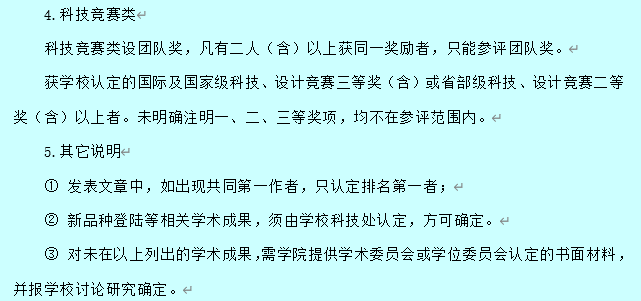 4. 科技竞赛类
科技竞赛类设团队奖，凡有二人（含）以上获同一奖励者，只能参评团队奖。
获学校认定的国际及国家级科技、设计竞赛三等奖（含）或省部级科技、设计竞赛二等
奖（含）以上者。未明确注明一、二、三等奖项，均不在参评范围内。
5. 其它说明
① 发表文章中，如出现共同第一作者，只认定排名第一者；
② 新品种登陆等相关学术成果，须由学校科技处认定，方可确定。
③ 对未在以上列出的学术成果,需学院提供学术委员会或学位委员会认定的书面材料，
并报学校讨论研究确定。